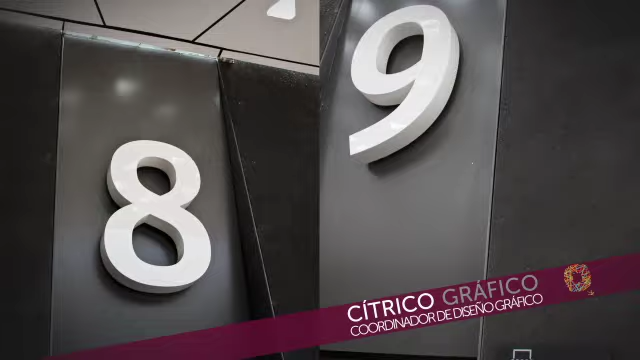 8
9
CÍTRICO GRÁFICO
COORDINADOR DE DISEÑO GRÁFICO